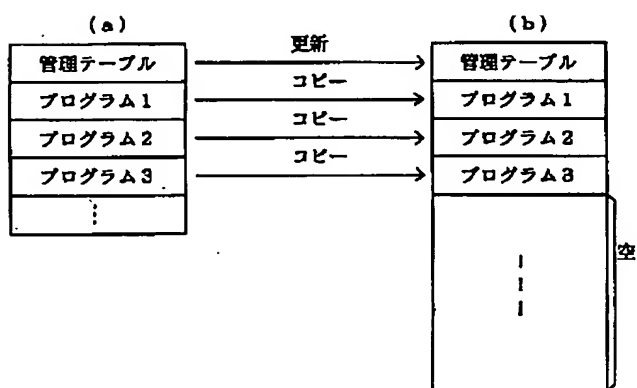 (a)
(b)
更新
管理テーブル
管理テーブル
コピー
プログラム1
プログラム1
コピー
プログラム2
プログラム2
コピー
プログラム3
プログラム3
空